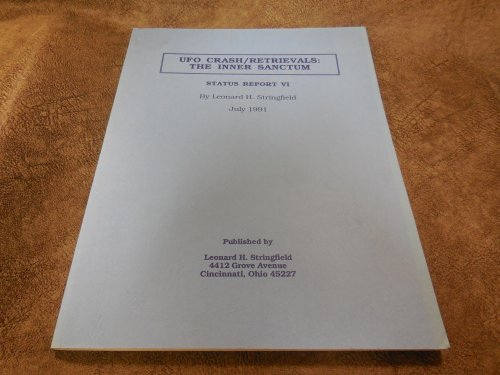 UFO CRASH/RETRIEVALS:
THE INNER SANCTUM
STATUS REPORT VI
By Leonard H. Stringfield
July 1991
Published by
Leonard H. Stringfield
4412 Grove Avenue
Cincinnati, Ohio 45227